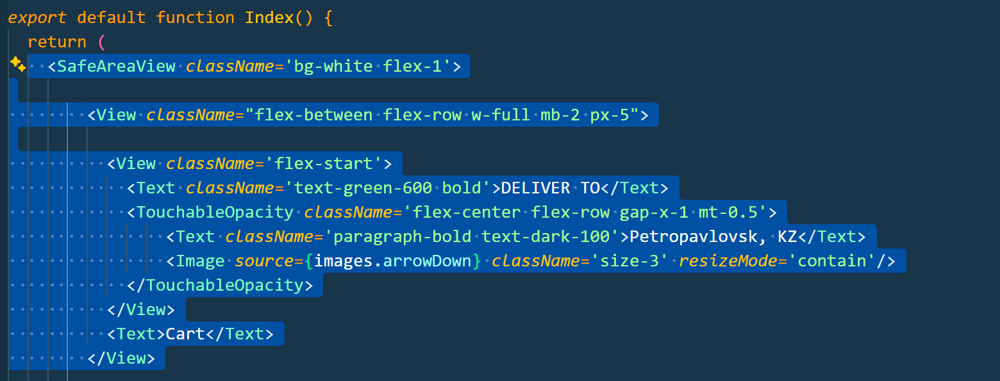 export default function Index() {
return (
<SafeAreaView className='bg-white flex-1'>
<View className="flex-between flex-row w-full mb-2 px-5">
<View className='flex-start'>
<Text className='text-green-600 bold'>DELIVER TO</Text>
<TouchableOpacity className='flex-center flex-row gap-x-1 mt-0.5'>
<Text className='paragraph-bold text-dark-100'>Petropavlovsk, KZ</Text>
<Image source={images.arrowDown} className='size-3' resizeMode='contain'/>
</TouchableOpacity>
</View>
<Text>Cart</Text>
</View>